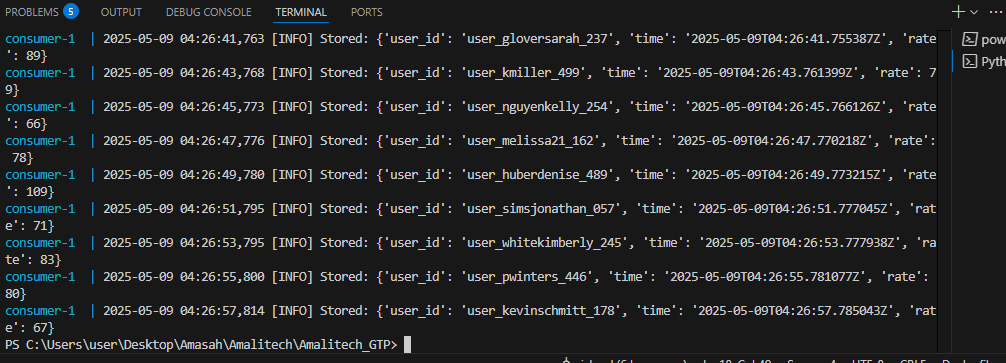 PROBLEMS 5 OUTPUT DEBUG CONSOLE TERMINAL PORTS
consumer-1 | 2025-05-09 04:26:41,763 [INFO] Stored: {'user_id': 'user_gloversarah_237', 'time': '2025-05-09T04:26:41.755387Z', 'rate
': 89}
consumer-1 | 2025-05-09 04:26:43,768 [INFO] Stored: {'user_id': 'user_kmiller_499', 'time': '2025-05-09T04:26:43.761399Z', 'rate': 7
9}
consumer-1 | 2025-05-09 04:26:45,773 [INFO] Stored: {'user_id': 'user_nguyenkelly_254', 'time': '2025-05-09T04:26:45.766126Z', 'rate
': 66}
consumer-1 | 2025-05-09 04:26:47,776 [INFO] Stored: {'user_id': 'user_melissa21_162', 'time': '2025-05-09T04:26:47.770218Z', 'rate':
78}
consumer-1 | 2025-05-09 04:26:49,780 [INFO] Stored: {'user_id': 'user_huberdenise_489', 'time': '2025-05-09T04:26:49.773215Z', 'rate
': 109}
consumer-1 | 2025-05-09 04:26:51,795 [INFO] Stored: {'user_id': 'user_simsjonathan_057', 'time': '2025-05-09T04:26:51.777045Z', 'rat
e': 71}
consumer-1 | 2025-05-09 04:26:53,795 [INFO] Stored: {'user_id': 'user_whitekimberly_245', 'time': '2025-05-09T04:26:53.777938Z', 'ra
te': 83}
consumer-1 | 2025-05-09 04:26:55,800 [INFO] Stored: {'user_id': 'user_pwinters_446', 'time': '2025-05-09T04:26:55.781077Z', 'rate':
80}
consumer-1 | 2025-05-09 04:26:57,814 [INFO] Stored: {'user_id': 'user_kevinschmitt_178', 'time': '2025-05-09T04:26:57.785043Z', 'rat
e': 67}
PS C:\Users\user\Desktop\Amasah\Amalitech\Amalitech_GTP>
pow
Pyth